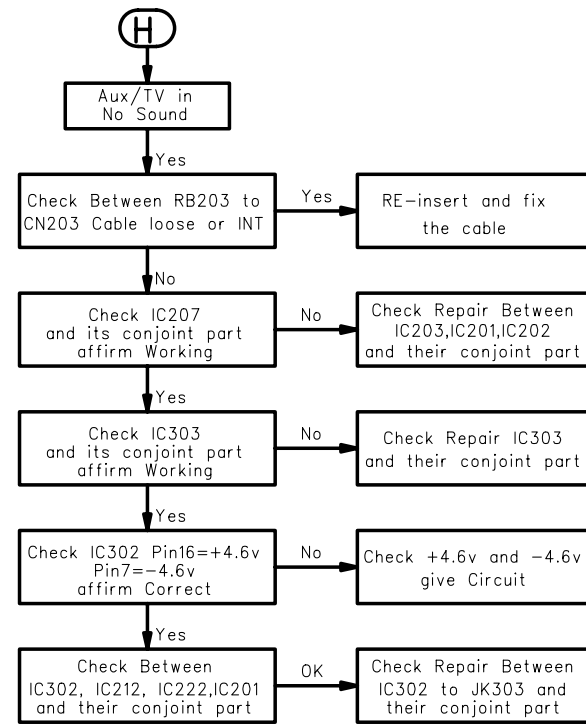 H
Aux/TV in
No Sound
Yes
Check Between RB203 to
CN203 Cable loose or INT
Yes
RE-insert and fix
the cable
No
Check IC207
and its conjoint part
affirm Working
No
Check Repair Between
IC203,IC201,IC202
and their conjoint part
Yes
Check IC303
and its conjoint part
affirm Working
No
Check Repair IC303
and their conjoint part
Yes
Check IC302 Pin16=+4.6v
Pin7=-4.6v
affirm Correct
No
Check +4.6v and -4.6v
give Circuit
Yes
Check Between
IC302, IC212, IC222,IC201
and their conjoint part
OK
Check Repair Between
IC302 to JK303 and
their conjoint part